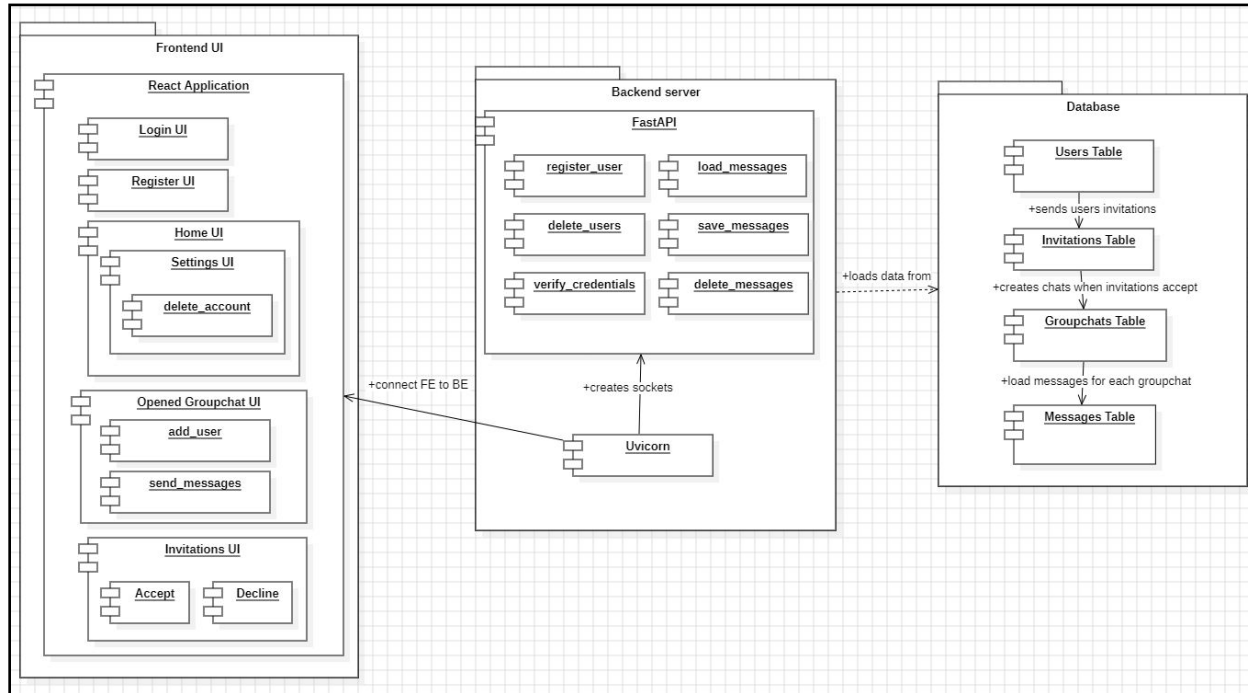 Frontend UI
React Application
Login UI
Register UI
Home UI
Settings UI
delete_account
Opened Groupchat UI
add_user
send_messages
Invitations UI
Accept
Decline
+connect FE to BE
Backend server
FastAPI
register_user
load_messages
delete_users
save_messages
verify_credentials
delete_messages
+creates sockets
Uvicorn
+loads data from
Database
Users Table
+sends users invitations
Invitations Table
+creates chats when invitations accept
Groupchats Table
+load messages for each groupchat
Messages Table